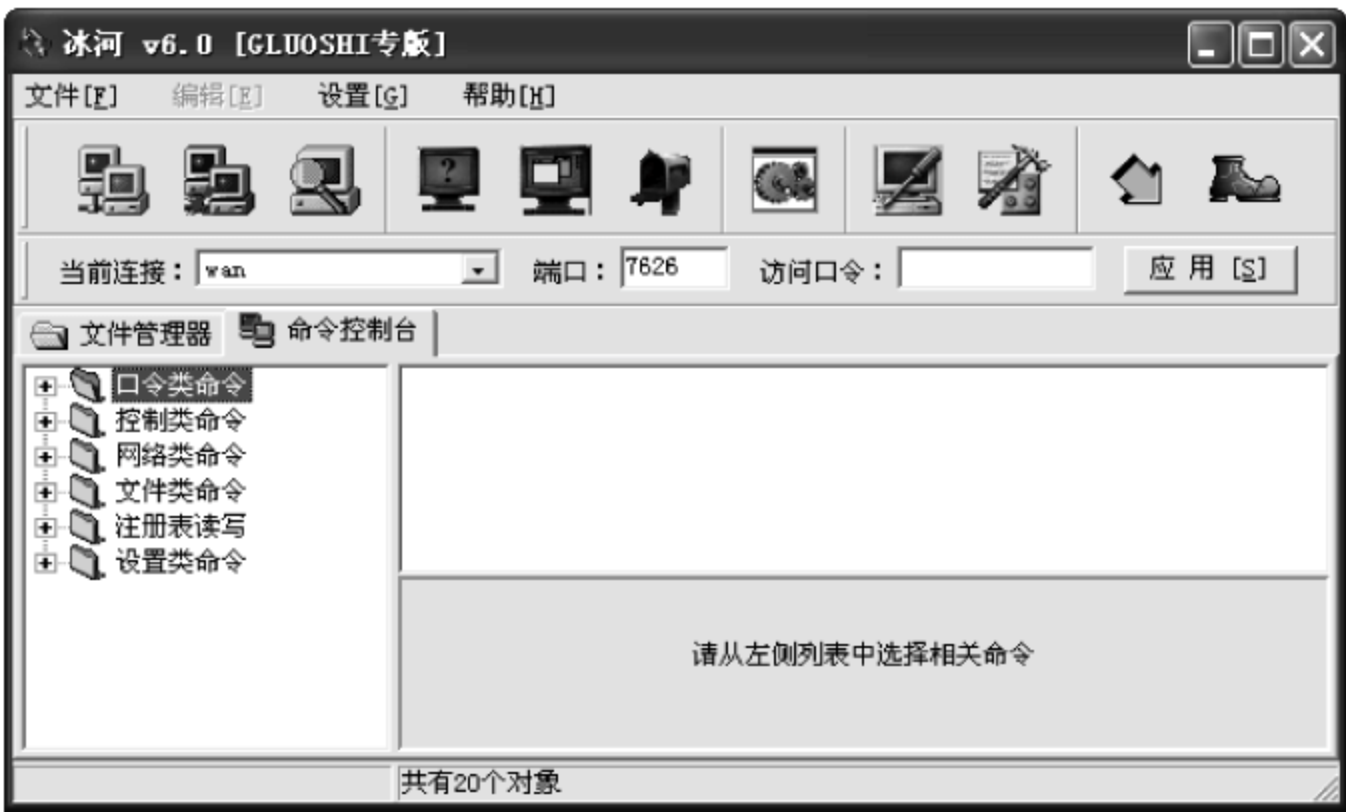 冰河 v6.0 [GLUOSHI专版]
文件[F] 编辑[E] 设置[G] 帮助[H]
?
当前连接: wan 端口: 7626 访问口令: 应 用 [S]
文件管理器 命令控制台
口令类命令
控制类命令
网络类命令
文件类命令
注册表读写
设置类命令
请从左侧列表中选择相关命令
共有20个对象